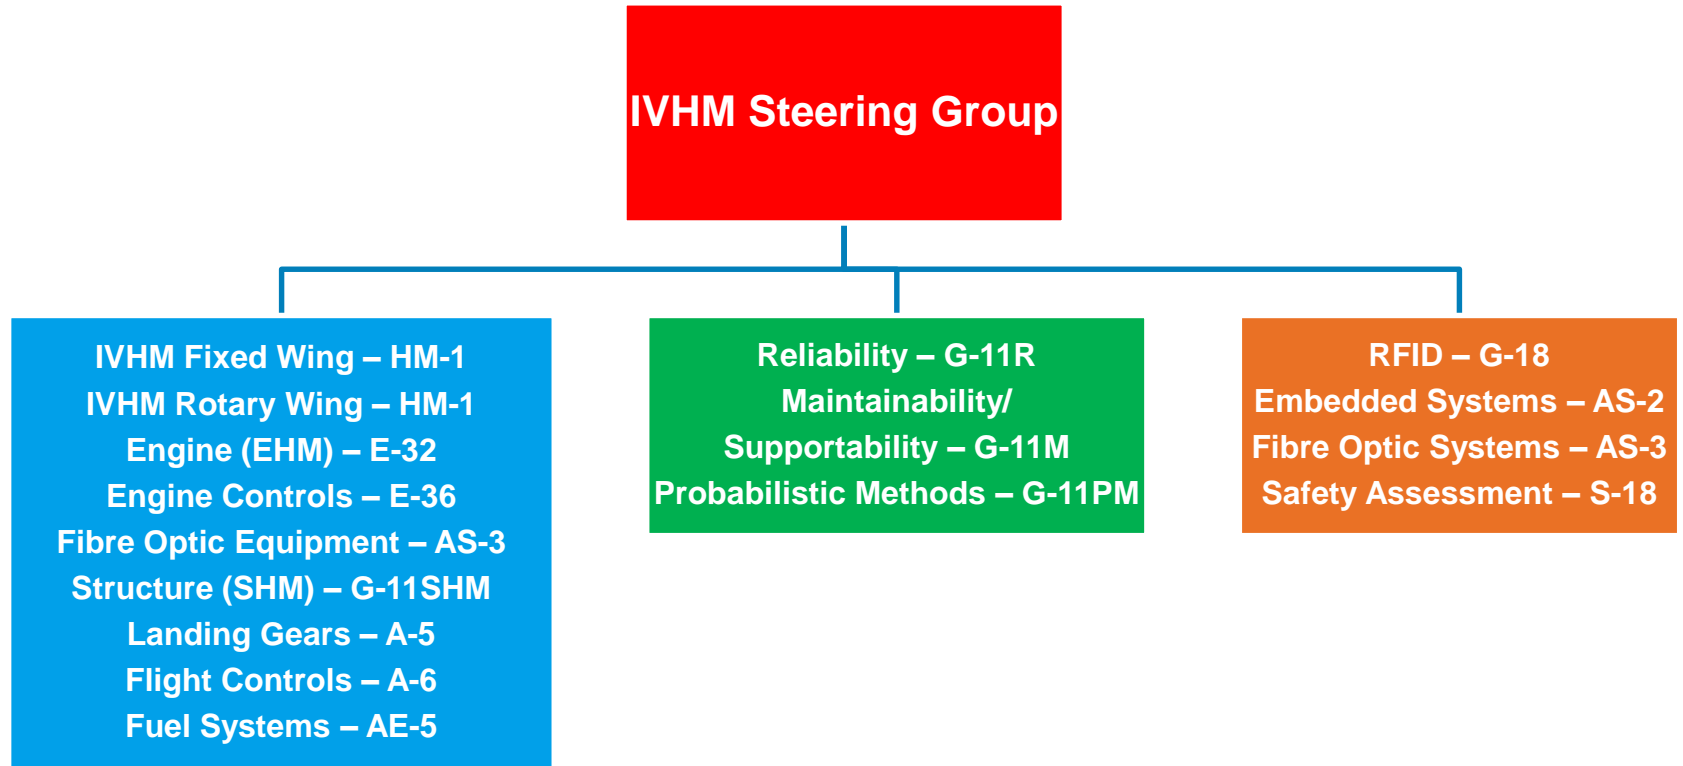 IVHM Steering Group
IVHM Fixed Wing – HM-1
IVHM Rotary Wing – HM-1
Engine (EHM) – E-32
Engine Controls – E-36
Fibre Optic Equipment – AS-3
Structure (SHM) – G-11SHM
Landing Gears – A-5
Flight Controls – A-6
Fuel Systems – AE-5
Reliability – G-11R
Maintainability/
Supportability – G-11M
Probabilistic Methods – G-11PM
RFID – G-18
Embedded Systems – AS-2
Fibre Optic Systems – AS-3
Safety Assessment – S-18